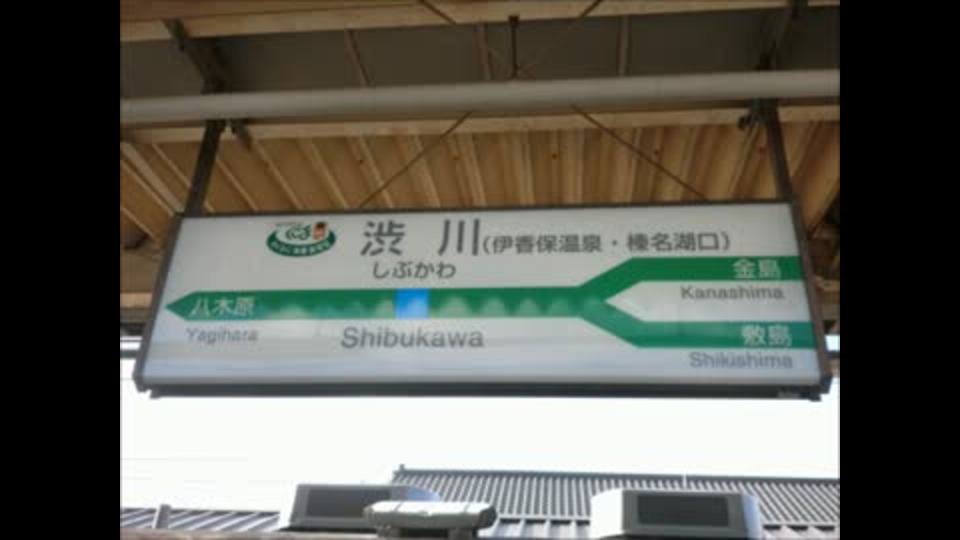 渋川(伊香保温泉・榛名湖口)
しぶかわ
金島
Kanashima
八木原
Yagihara
Shibukawa
敷島
Shikishima